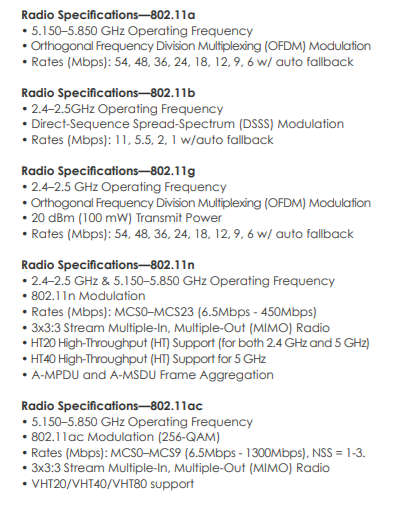 Radio Specifications—802.11a
• 5.150–5.850 GHz Operating Frequency
• Orthogonal Frequency Division Multiplexing (OFDM) Modulation
• Rates (Mbps): 54, 48, 36, 24, 18, 12, 9, 6 w/ auto fallback
Radio Specifications—802.11b
• 2.4–2.5GHz Operating Frequency
• Direct-Sequence Spread-Spectrum (DSSS) Modulation
• Rates (Mbps): 11, 5.5, 2, 1 w/auto fallback
Radio Specifications—802.11g
• 2.4–2.5 GHz Operating Frequency
• Orthogonal Frequency Division Multiplexing (OFDM) Modulation
• 20 dBm (100 mW) Transmit Power
• Rates (Mbps): 54, 48, 36, 24, 18, 12, 9, 6 w/ auto fallback
Radio Specifications—802.11n
• 2.4–2.5 GHz & 5.150–5.850 GHz Operating Frequency
• 802.11n Modulation
• Rates (Mbps): MCS0–MCS23 (6.5Mbps - 450Mbps)
• 3x3:3 Stream Multiple-In, Multiple-Out (MIMO) Radio
• HT20 High-Throughput (HT) Support (for both 2.4 GHz and 5 GHz)
• HT40 High-Throughput (HT) Support for 5 GHz
• A-MPDU and A-MSDU Frame Aggregation
Radio Specifications—802.11ac
• 5.150–5.850 GHz Operating Frequency
• 802.11ac Modulation (256-QAM)
• Rates (Mbps): MCS0–MCS9 (6.5Mbps - 1300Mbps), NSS = 1-3.
• 3x3:3 Stream Multiple-In, Multiple-Out (MIMO) Radio
• VHT20/VHT40/VHT80 support